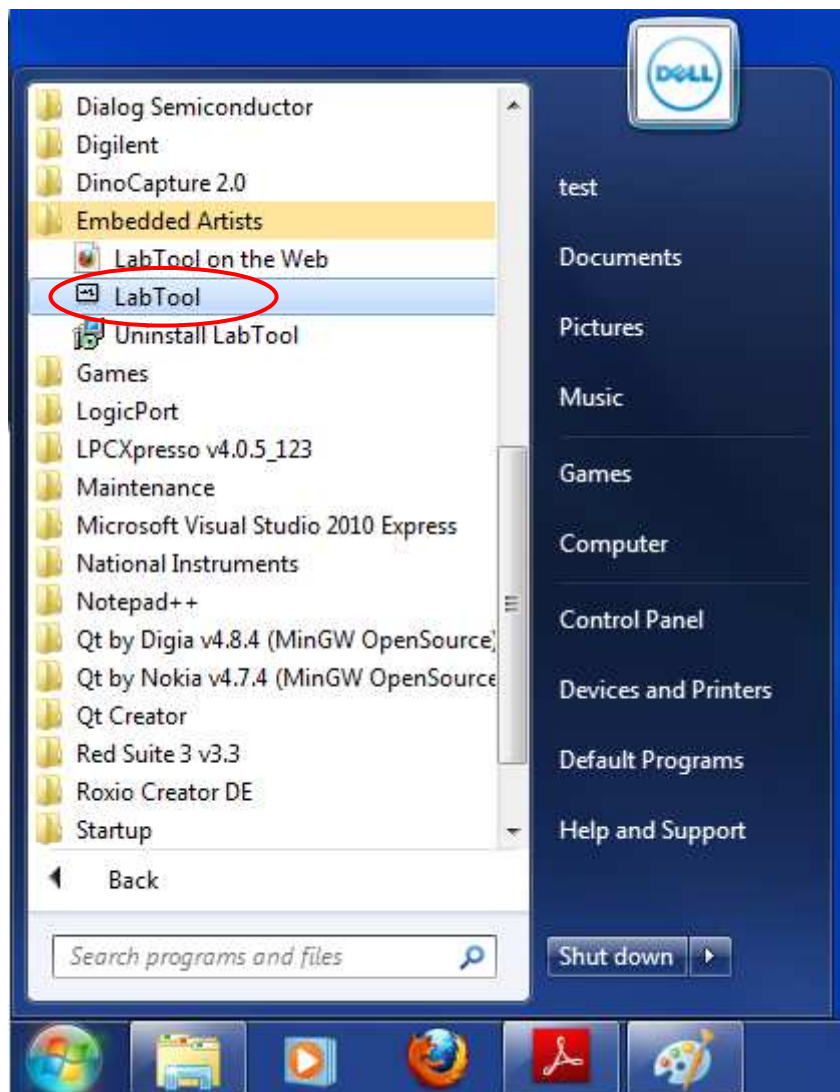 DELL
Dialog Semiconductor
Digilent
DinoCapture 2.0
Embedded Artists
LabTool on the Web
LabTool
Uninstall LabTool
Games
LogicPort
LPCXpresso v4.0.5_123
Maintenance
Microsoft Visual Studio 2010 Express
National Instruments
Notepad++
Qt by Digia v4.8.4 (MinGW OpenSource)
Qt by Nokia v4.7.4 (MinGW OpenSource
Qt Creator
Red Suite 3 v3.3
Roxio Creator DE
Startup
Back
Search programs and files
test
Documents
Pictures
Music
Games
Computer
Control Panel
Devices and Printers
Default Programs
Help and Support
Shut down